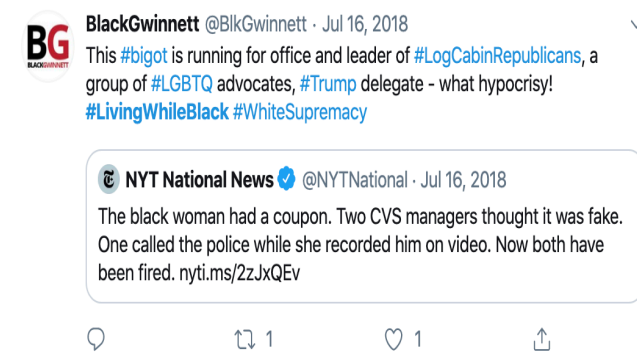 BG
BLACKGWINNETT
BlackGwinnett @BlkGwinnett · Jul 16, 2018
This #bigot is running for office and leader of #LogCabinRepublicans, a
group of #LGBTQ advocates, #Trump delegate - what hypocrisy!
#LivingWhileBlack #WhiteSupremacy
NYT National News @NYTNational · Jul 16, 2018
The black woman had a coupon. Two CVS managers thought it was fake.
One called the police while she recorded him on video. Now both have
been fired. nyti.ms/2zJxQEv
1 1